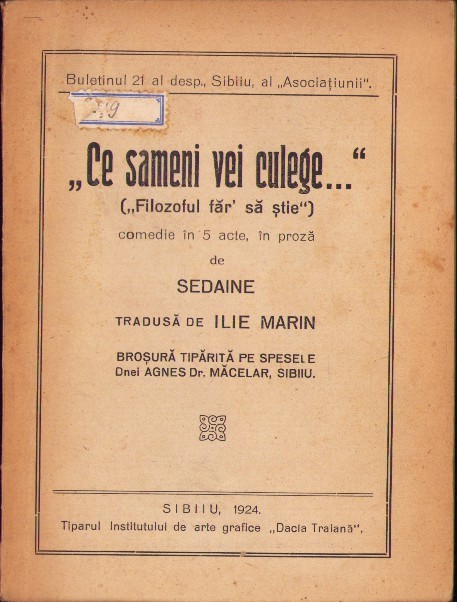 Buletinul 21 al desp., Sibiiu, al „Asociațiunii“.
„Ce sameni vei culege...“
(„Filozoful făr’ să știe“)
comedie în 5 acte, în proză
de
SEDAINE
TRADUSĂ DE ILIE MARIN
BROȘURĂ TIPĂRITĂ PE SPESELE
Dnei AGNES Dr. MĂCELAR, SIBIIU.
SIBIIU, 1924.
Tiparul Institutului de arte grafice „Dacia Traiană“.